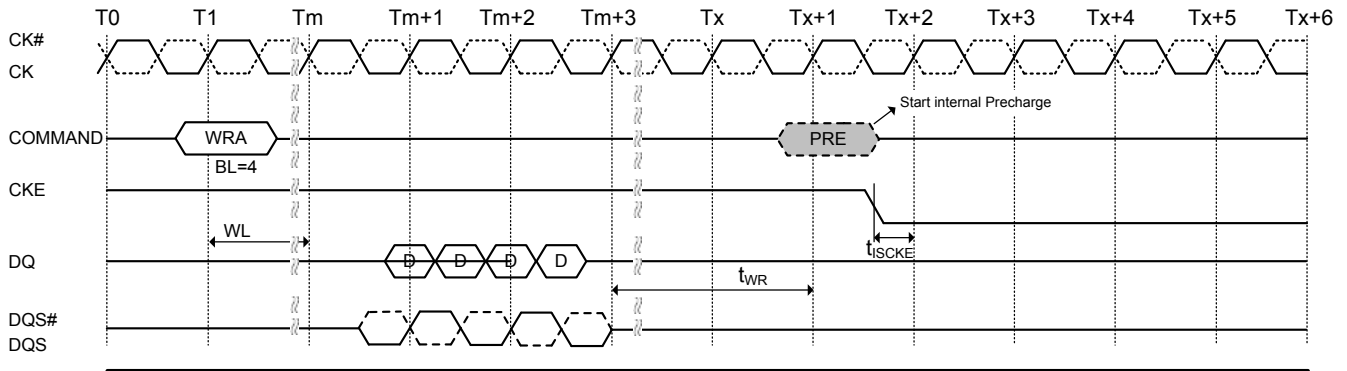 T0 T1 Tm Tm+1 Tm+2 Tm+3 Tx Tx+1 Tx+2 Tx+3 Tx+4 Tx+5 Tx+6
CK#
CK
Start internal Precharge
COMMAND WRA PRE
BL=4
CKE
WL
tISCKE
DQ D D D D
tWR
DQS#
DQS